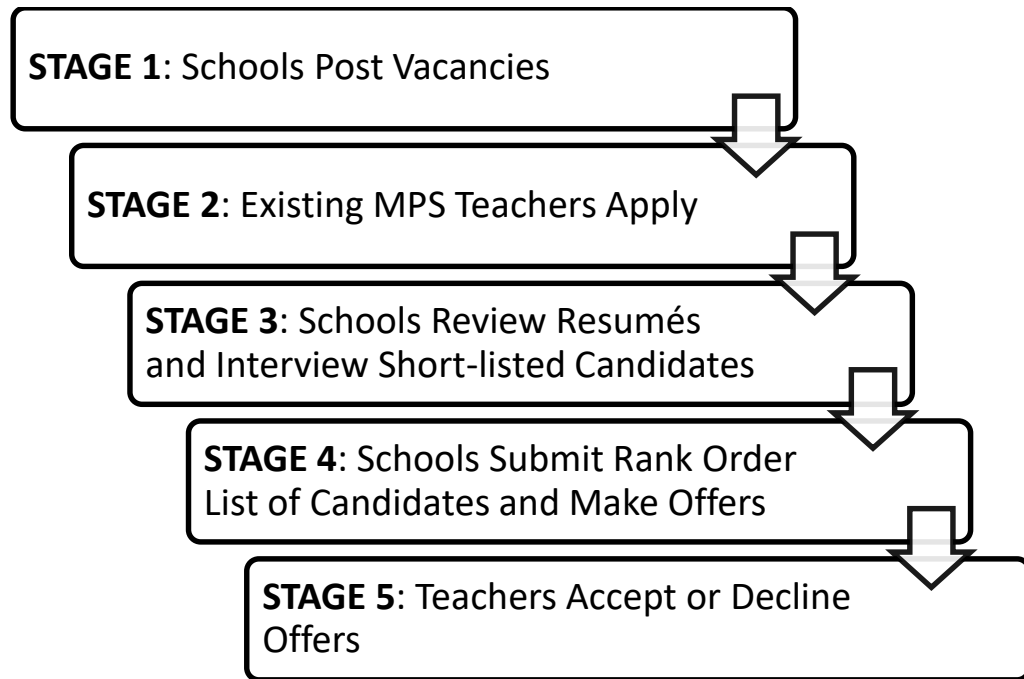 STAGE 1: Schools Post Vacancies
STAGE 2: Existing MPS Teachers Apply
STAGE 3: Schools Review Resumés
and Interview Short-listed Candidates
STAGE 4: Schools Submit Rank Order
List of Candidates and Make Offers
STAGE 5: Teachers Accept or Decline
Offers